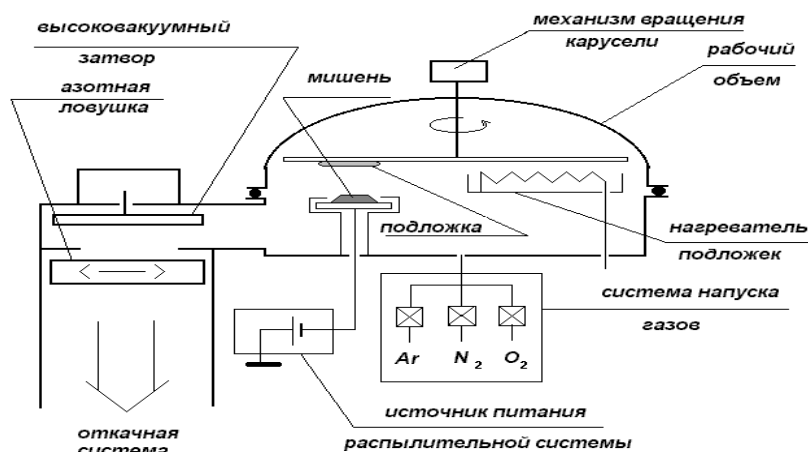 высоковакуумный
затвор
азотная
ловушка
мишень
механизм вращения
карусели
рабочий
объем
подложка
нагреватель
подложек
система напуска
газов
Ar N 2 O 2
источник питания
распылительной системы
откачная
система